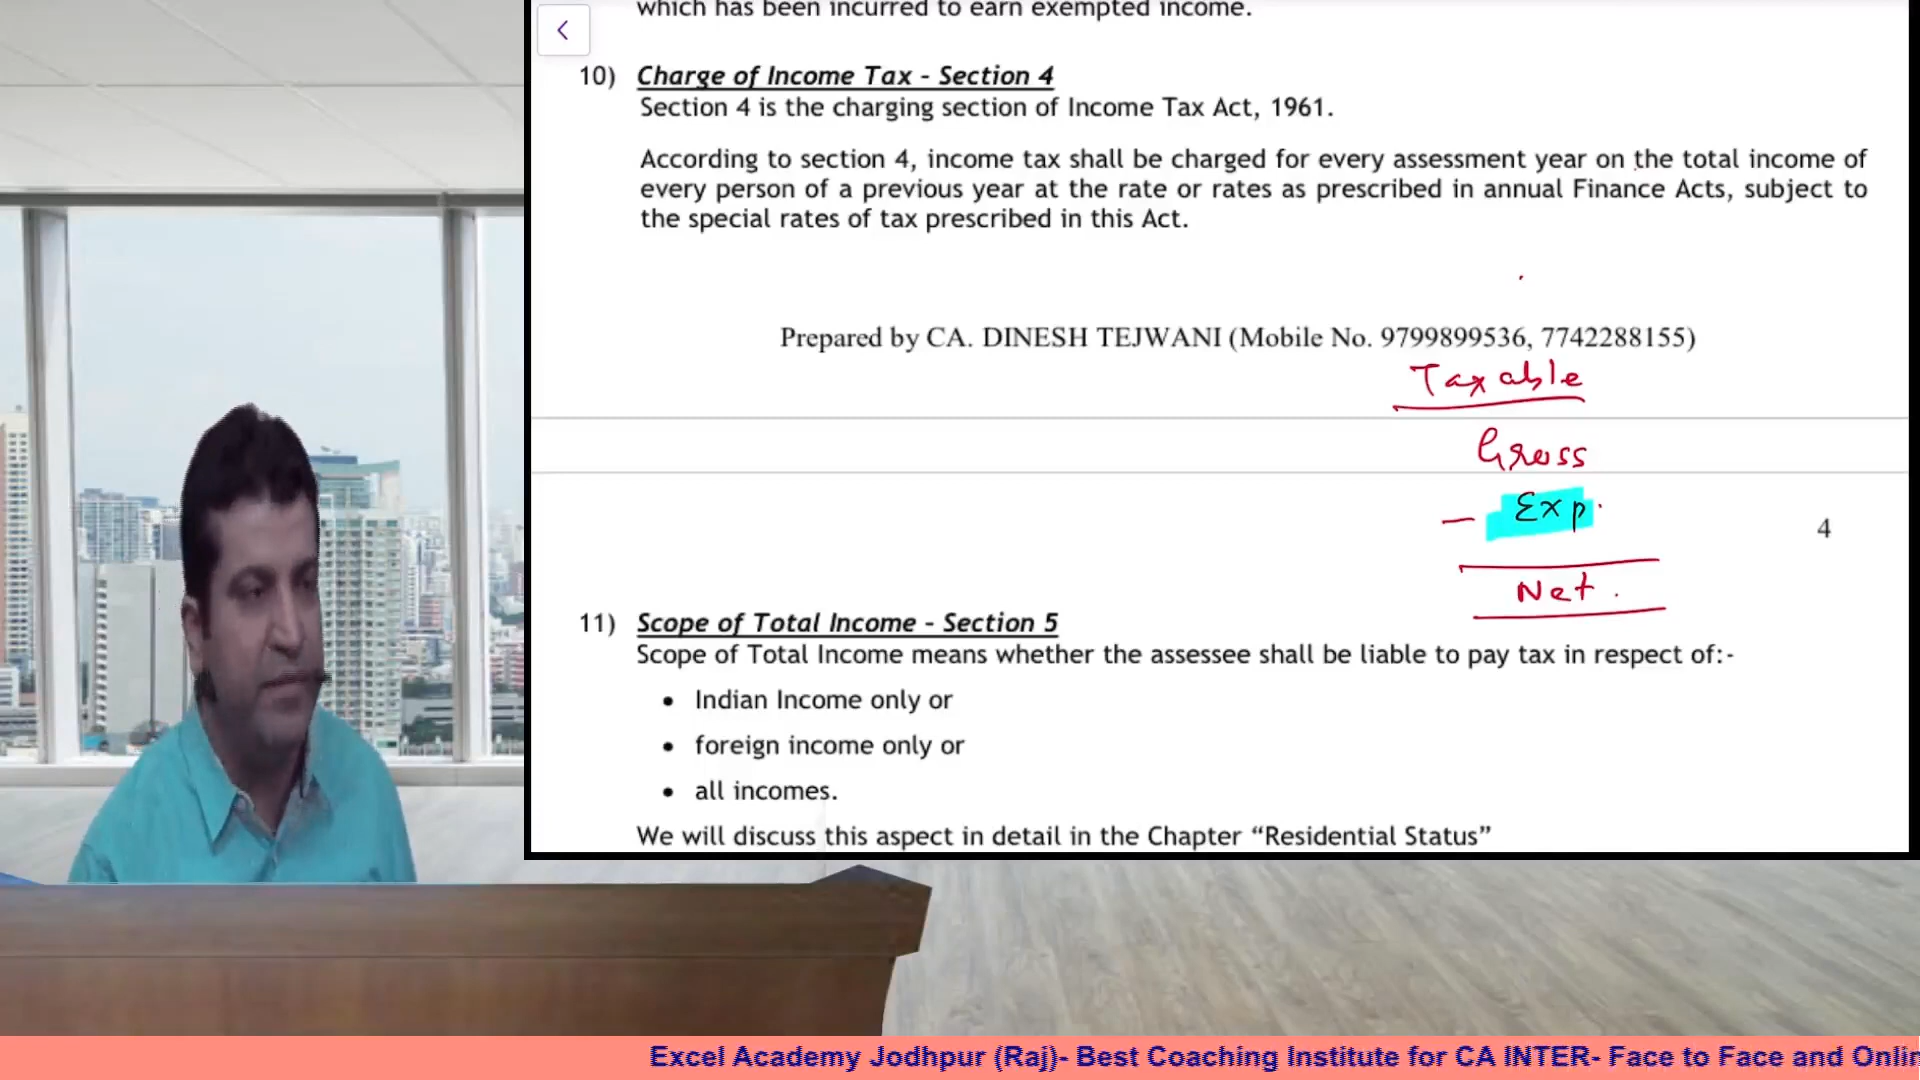 which has been incurred to earn exempted income.
10) Charge of Income Tax - Section 4
Section 4 is the charging section of Income Tax Act, 1961.
According to section 4, income tax shall be charged for every assessment year on the total income of
every person of a previous year at the rate or rates as prescribed in annual Finance Acts, subject to
the special rates of tax prescribed in this Act.
Prepared by CA. DINESH TEJWANI (Mobile No. 9799899536, 7742288155)
Taxable
Gross
- Exp.
Net.
4
11) Scope of Total Income - Section 5
Scope of Total Income means whether the assessee shall be liable to pay tax in respect of:-
• Indian Income only or
• foreign income only or
• all incomes.
We will discuss this aspect in detail in the Chapter “Residential Status”
Excel Academy Jodhpur (Raj)- Best Coaching Institute for CA INTER- Face to Face and Onlin